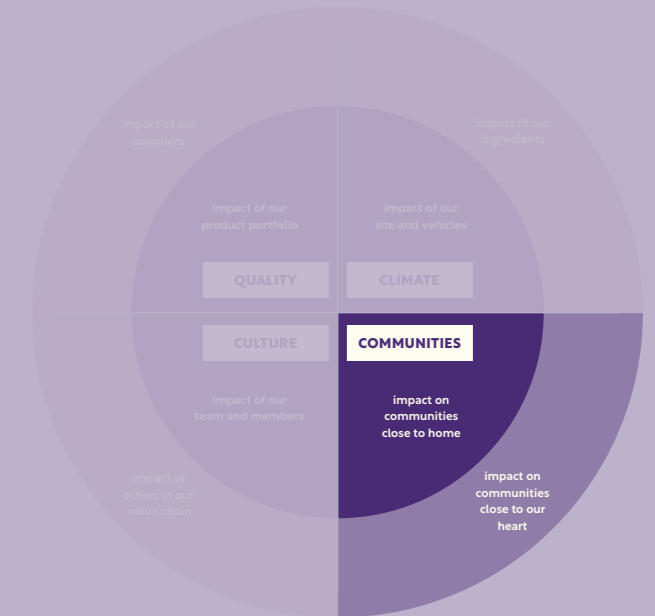 impact of our
suppliers
impact of our
ingredients
impact of our
product portfolio
impact of our
site and vehicles
QUALITY
CLIMATE
CULTURE
COMMUNITIES
impact of our
team and members
impact on
communities
close to home
impact of
others in our
value chain
impact on
communities
close to our
heart